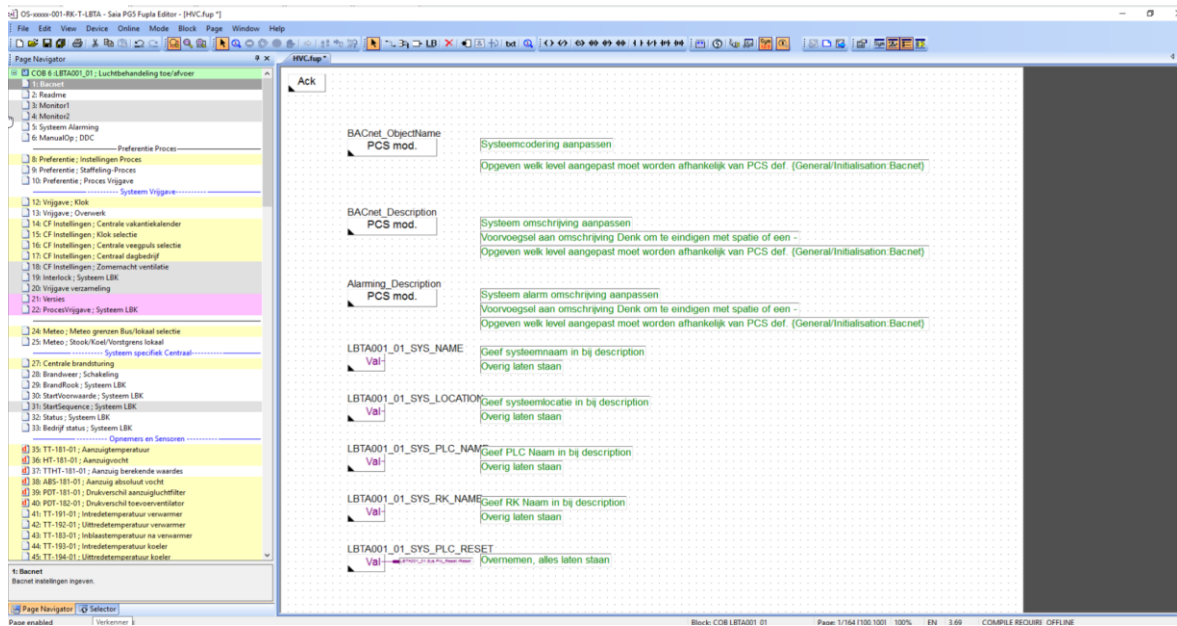 OS-xxxxx-001-RK-T-LBTA - Saia PG5 Fupla Editor - [HVC.fup *]
File Edit View Device Online Mode Block Page Window Help
Page Navigator
HVC.fup *
COB 6 :LBTA001_01 ; Luchtbehandeling toe/afvoer
1: Bacnet
2: Readme
3: Monitor1
4: Monitor2
5: Systeem Alarming
6: ManualOp ; DDC
Preferentie Proces
8: Preferentie ; Instellingen Proces
9: Preferentie ; Staffeling-Proces
10: Preferentie ; Proces Vrijgave
Systeem Vrijgave
12: Vrijgave ; Klok
13: Vrijgave ; Overwerk
14: CF Instellingen ; Centrale vakantiekalender
15: CF Instellingen ; Klok selectie
16: CF Instellingen ; Centrale veegpuls selectie
17: CF Instellingen ; Centraal dagbedrijf
18: CF Instellingen ; Zomernacht ventilatie
19: Interlock ; Systeem LBK
20: Vrijgave verzameling
21: Versies
22: ProcesVrijgave ; Systeem LBK
24: Meteo ; Meteo grenzen Bus/lokaal selectie
25: Meteo ; Stook/Koel/Vorstgrens lokaal
Systeem specifiek Centraal
27: Centrale brandsturing
28: Brandweer ; Schakeling
29: BrandRook ; Systeem LBK
30: StartVoorwaarde ; Systeem LBK
31: StartSequence ; Systeem LBK
32: Status ; Systeem LBK
33: Bedrijf status ; Systeem LBK
Opnemers en Sensoren
35: TT-181-01 ; Aanzuigtemperatuur
36: HT-181-01 ; Aanzuigvocht
37: TTHT-181-01 ; Aanzuig berekende waardes
38: ABS-181-01 ; Aanzuig absoluut vocht
39: PDT-181-01 ; Drukverschil aanzuigluchtfilter
40: PDT-182-01 ; Drukverschil toevoerventilator
41: TT-191-01 ; Intredetemperatuur verwarmer
42: TT-192-01 ; Uittredetemperatuur verwarmer
43: TT-183-01 ; Inblaastemperatuur na verwarmer
44: TT-193-01 ; Intredetemperatuur koeler
45: TT-194-01 ; Uittredetemperatuur koeler
1: Bacnet
Bacnet instellingen ingeven.
Page Navigator Selector
Page enabled
Verkenner
Ack
BACnet_ObjectName
PCS mod.
Systeemcodering aanpassen
Opgeven welk level aangepast moet worden afhankelijk van PCS def. {General/Initialisation:Bacnet}
BACnet_Description
PCS mod.
Systeem omschrijving aanpassen
Voorvoegsel aan omschrijving Denk om te eindigen met spatie of een -
Opgeven welk level aangepast moet worden afhankelijk van PCS def. {General/Initialisation:Bacnet}
Alarming_Description
PCS mod.
Systeem alarm omschrijving aanpassen
Voorvoegsel aan omschrijving Denk om te eindigen met spatie of een -
Opgeven welk level aangepast moet worden afhankelijk van PCS def. {General/Initialisation:Bacnet}
LBTA001_01_SYS_NAME
Val
Geef systeemnaam in bij description
Overig laten staan
LBTA001_01_SYS_LOCATION
Val
Geef systeemlocatie in bij description
Overig laten staan
LBTA001_01_SYS_PLC_NAME
Val
Geef PLC Naam in bij description
Overig laten staan
LBTA001_01_SYS_RK_NAME
Val
Geef RK Naam in bij description
Overig laten staan
LBTA001_01_SYS_PLC_RESET
Val
Overnemen, alles laten staan
Block: COB LBTA001_01 Page: 1/164 [100,100] 100% EN 3.69 COMPILE REQUIRI OFFLINE